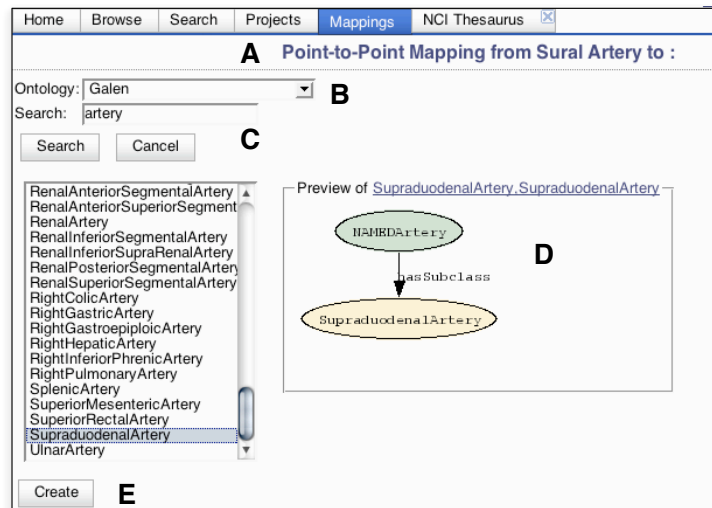 Home Browse Search Projects Mappings NCI Thesaurus
A Point-to-Point Mapping from Sural Artery to :
Ontology: Galen B
Search: artery
C
Search Cancel
RenalAnteriorSegmentalArtery
RenalAnteriorSuperiorSegment
RenalArtery
RenalInferiorSegmentalArtery
RenalInferiorSupraRenalArtery
RenalPosteriorSegmentalArtery
RenalSuperiorSegmentalArtery
RightColicArtery
RightGastricArtery
RightGastroepiploicArtery
RightHepaticArtery
RightInferiorPhrenicArtery
RightPulmonaryArtery
SplenicArtery
SuperiorMesentericArtery
SuperiorRectalArtery
SupraduodenalArtery
UlnarArtery
Preview of SupraduodenalArtery,SupraduodenalArtery
NAMEDArtery
D
hasSubclass
SupraduodenalArtery
Create E